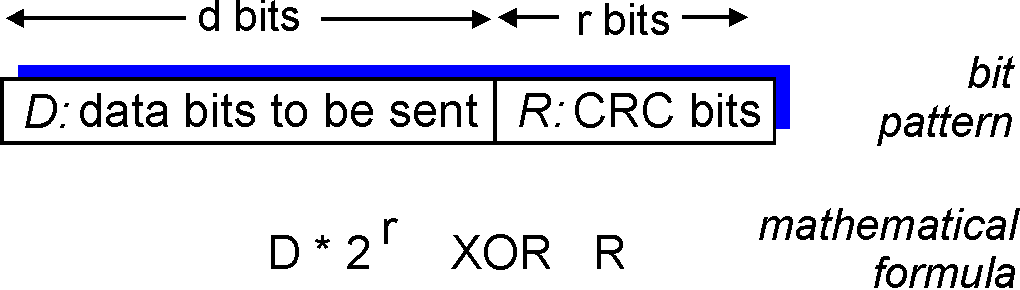 d bits r bits
D: data bits to be sent R: CRC bits
bit
pattern
D * 2^r XOR R
mathematical
formula